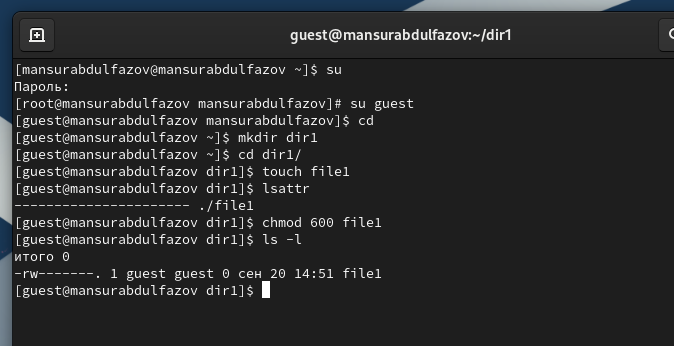 guest@mansurabdulfazov:~/dir1
[mansurabdulfazov@mansurabdulfazov ~]$ su
Пароль:
[root@mansurabdulfazov mansurabdulfazov]# su guest
[guest@mansurabdulfazov mansurabdulfazov]$ cd
[guest@mansurabdulfazov ~]$ mkdir dir1
[guest@mansurabdulfazov ~]$ cd dir1/
[guest@mansurabdulfazov dir1]$ touch file1
[guest@mansurabdulfazov dir1]$ lsattr
---------------------- ./file1
[guest@mansurabdulfazov dir1]$ chmod 600 file1
[guest@mansurabdulfazov dir1]$ ls -l
итого 0
-rw-------. 1 guest guest 0 сен 20 14:51 file1
[guest@mansurabdulfazov dir1]$